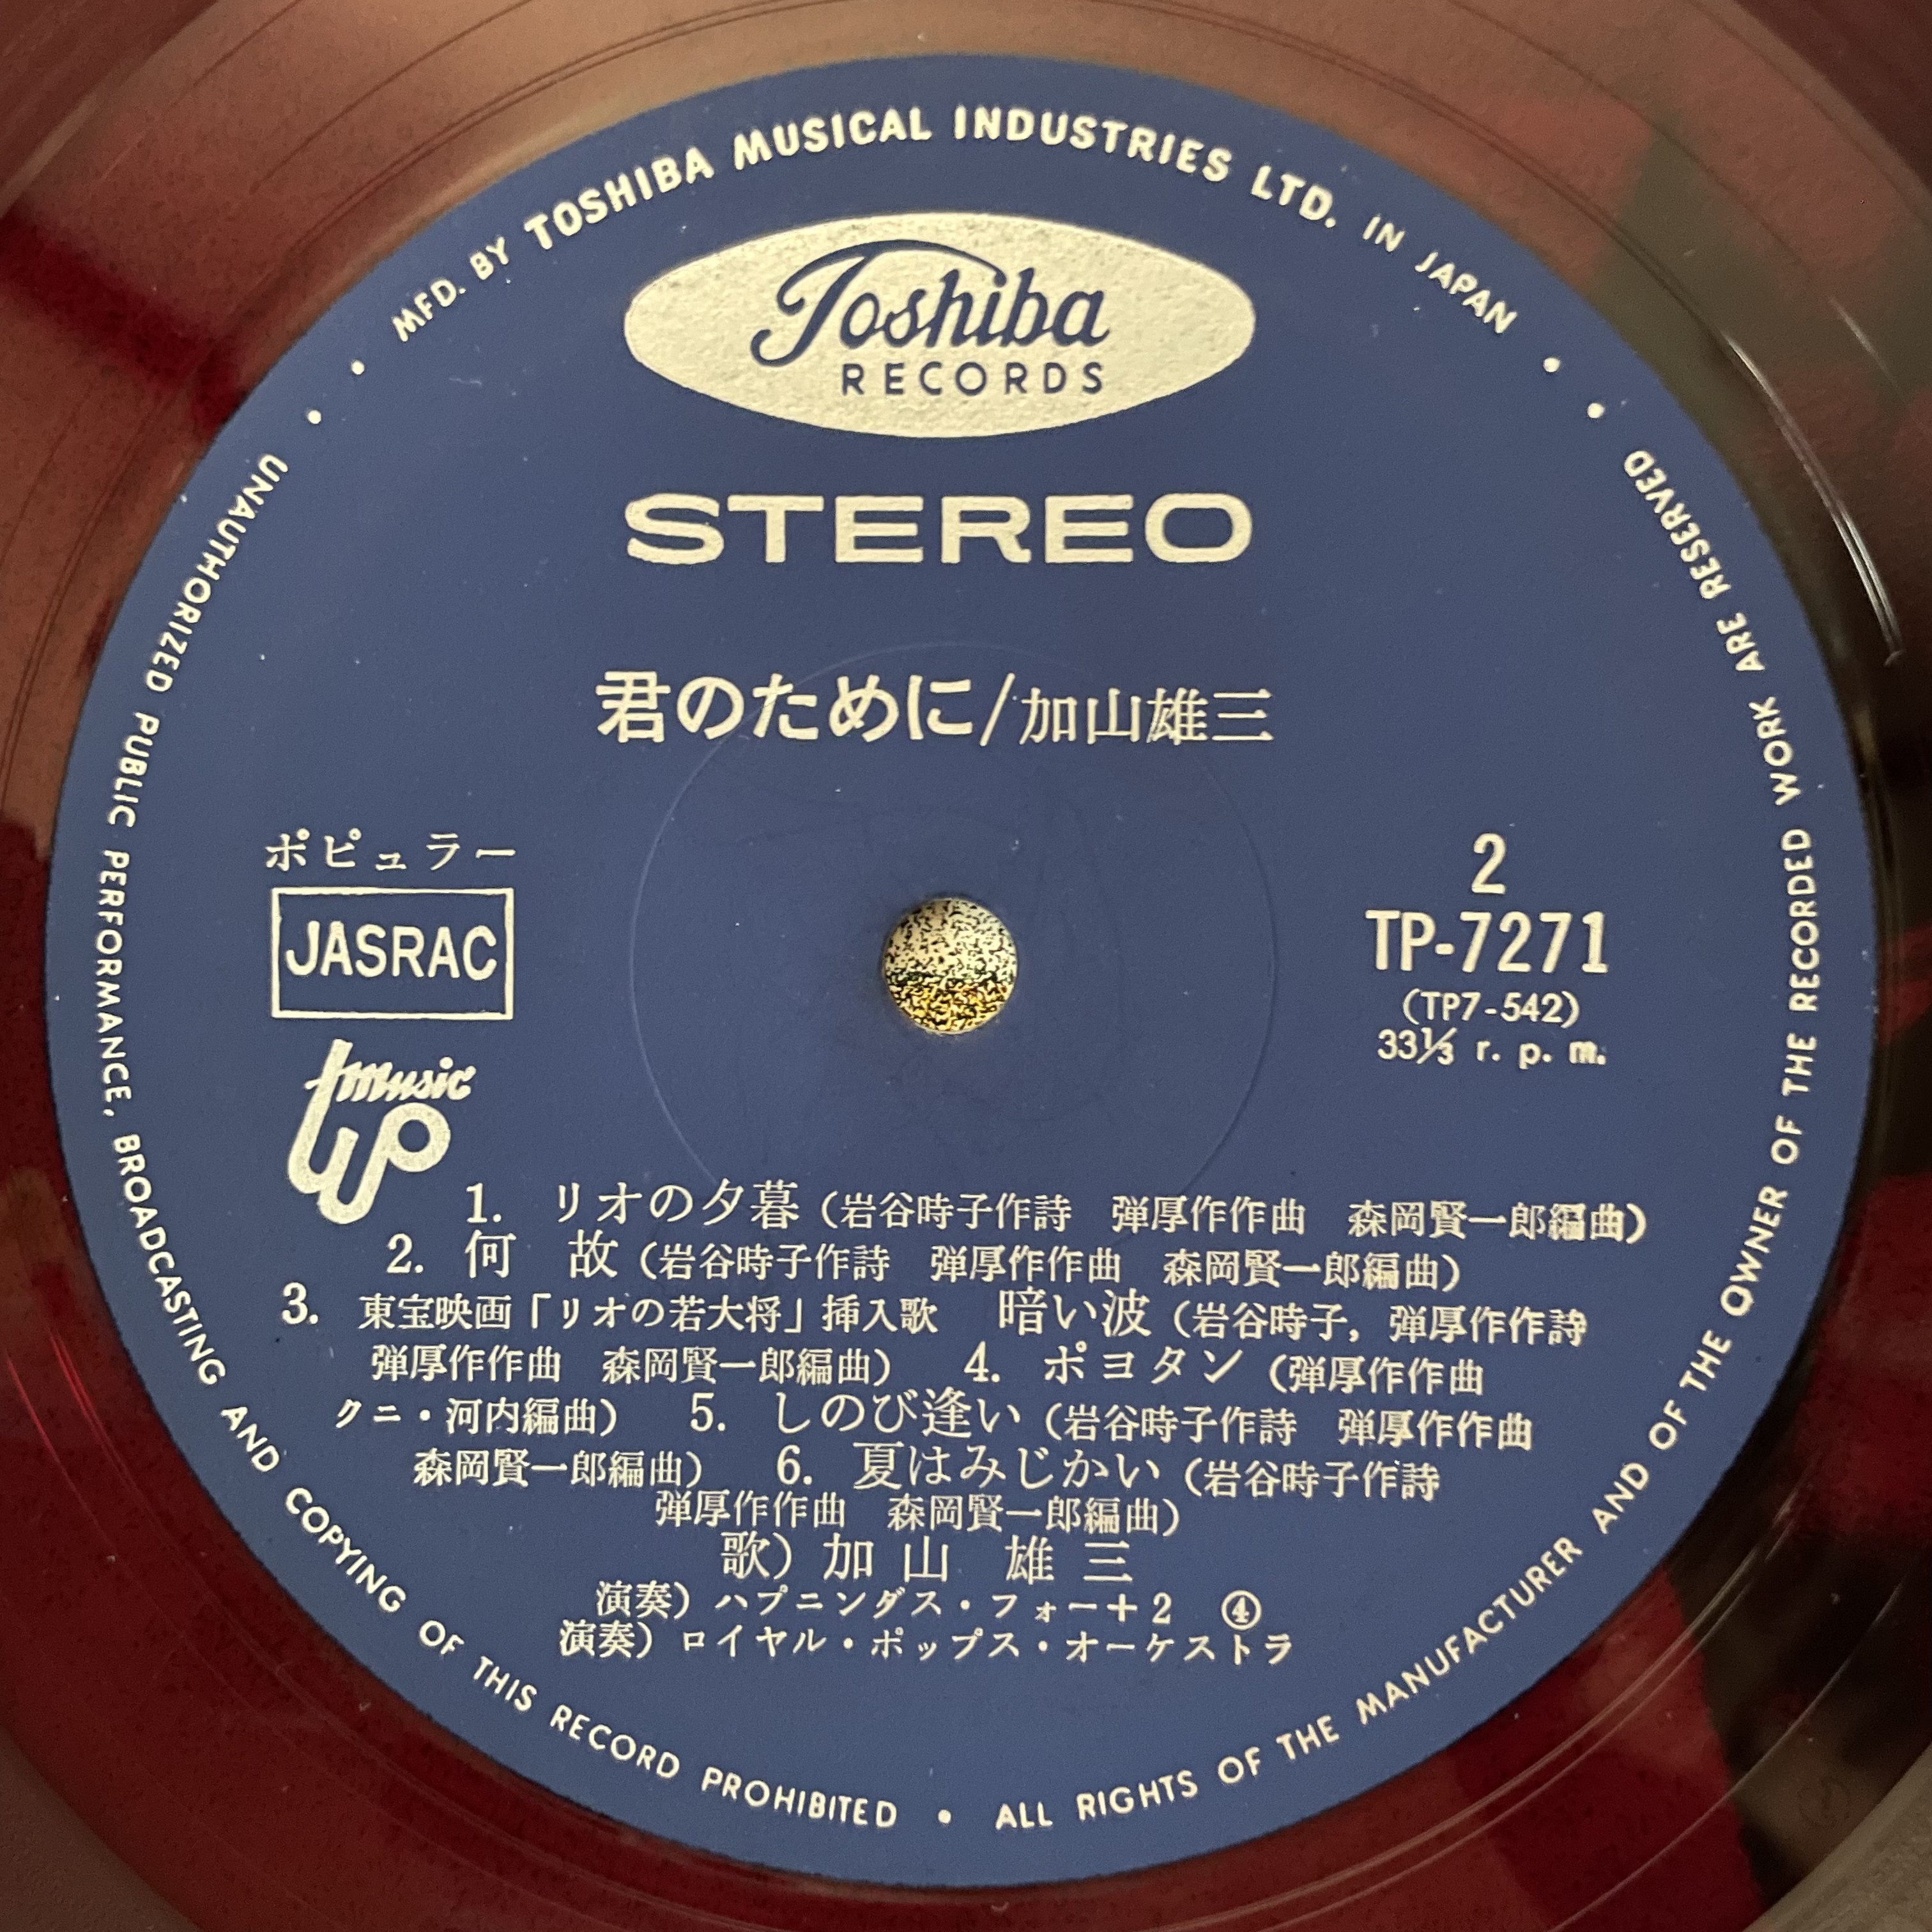 MFD. BY TOSHIBA MUSICAL INDUSTRIES LTD. IN JAPAN
Toshiba
RECORDS
STEREO
君のために/加山雄三
ポピュラー
JASRAC
music
up
2
TP-7271
(TP7-542)
33⅓ r. p. m.
1. リオの夕暮(岩谷時子作詩 弾厚作作曲 森岡賢一郎編曲)
2. 何 故(岩谷時子作詩 弾厚作作曲 森岡賢一郎編曲)
3. 東宝映画「リオの若大将」挿入歌 暗い波(岩谷時子, 弾厚作作詩
弾厚作作曲 森岡賢一郎編曲) 4. ポヨタン(弾厚作作曲
クニ・河内編曲) 5. しのび逢い(岩谷時子作詩 弾厚作作曲
森岡賢一郎編曲) 6. 夏はみじかい(岩谷時子作詩
弾厚作作曲 森岡賢一郎編曲)
歌) 加山 雄三
演奏) ハプニングス・フォー+2 ④
演奏) ロイヤル・ポップス・オーケストラ
UNAUTHORIZED PUBLIC PERFORMANCE, BROADCASTING AND COPYING OF THIS RECORD PROHIBITED • ALL RIGHTS OF THE MANUFACTURER AND OF THE OWNER OF THE RECORDED WORK ARE RESERVED